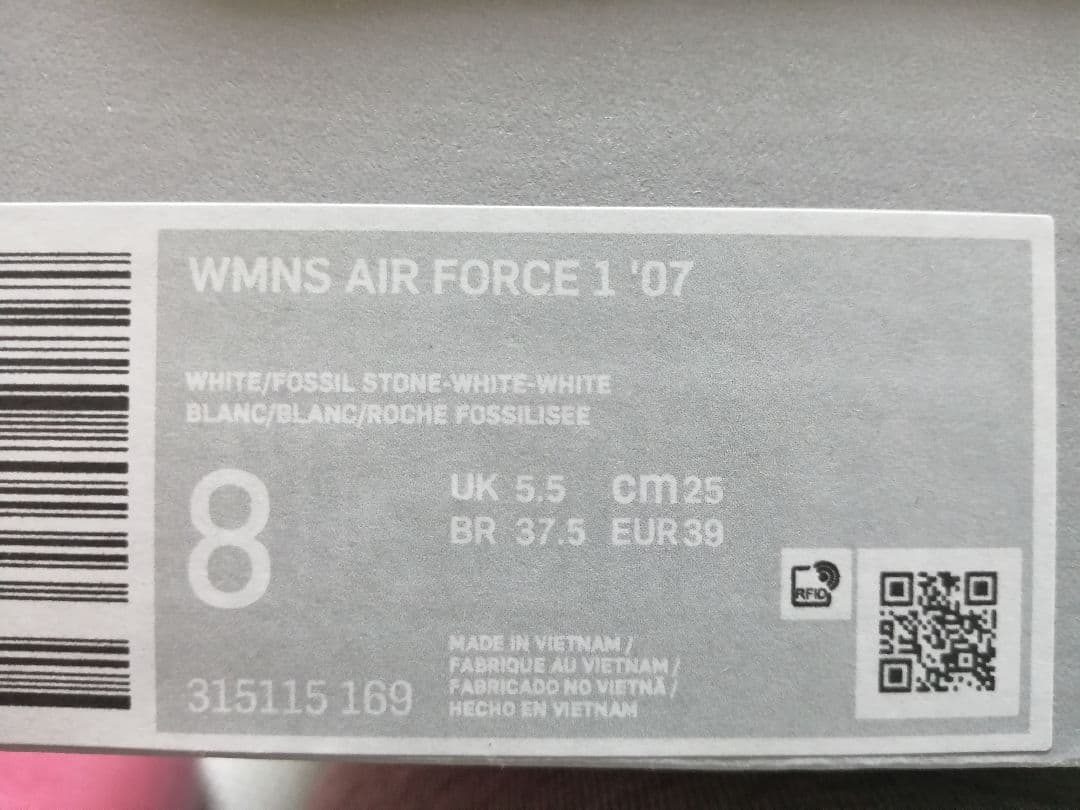 WMNS AIR FORCE 1 '07
WHITE/FOSSIL STONE-WHITE-WHITE
BLANC/BLANC/ROCHE FOSSILISEE
8
UK 5.5 cm 25
BR 37.5 EUR 39
RFID
MADE IN VIETNAM /
FABRIQUE AU VIETNAM /
FABRICADO NO VIETNÃ /
HECHO EN VIETNAM
315115 169